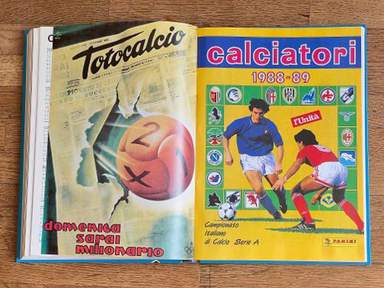 Totocalcio
2
1
X
domenica
sarai
milionario
calciatori
1988-89
l'Unità
Campionato
Italiano
di Calcio Serie A
PANINI